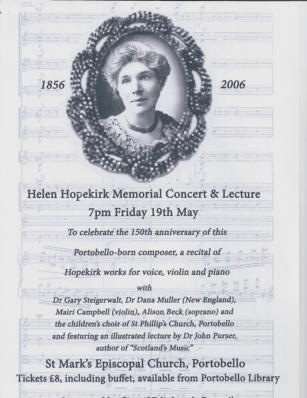 1856
2006
Helen Hopekirk Memorial Concert & Lecture
7pm Friday 19th May
To celebrate the 150th anniversary of this
Portobello-born composer, a recital of
Hopekirk works for voice, violin and piano
with
Dr Gary Steigerwalt, Dr Dana Muller (New England),
Mairi Campbell (violin), Alison Beck (soprano) and
the children's choir of St Phillip's Church, Portobello
and featuring an illustrated lecture by Dr John Purser,
author of "Scotland's Music"
St Mark's Episcopal Church, Portobello
Tickets £8, including buffet, available from Portobello Library